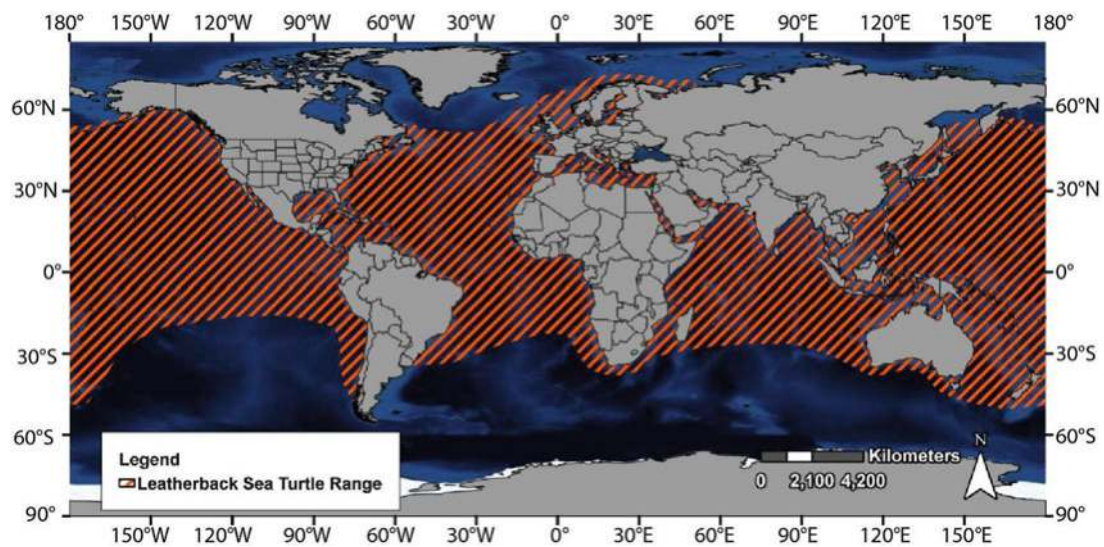 180° 150°W 120°W 90°W 60°W 30°W 0° 30°E 60°E 90°E 120°E 150°E 180°
60°N 60°N
30°N 30°N
0° 0°
30°S 30°S
60°S 60°S
Legend
Leatherback Sea Turtle Range
N
Kilometers
0 2,100 4,200
90° 90°
150°W 120°W 90°W 60°W 30°W 0° 30°E 60°E 90°E 120°E 150°E